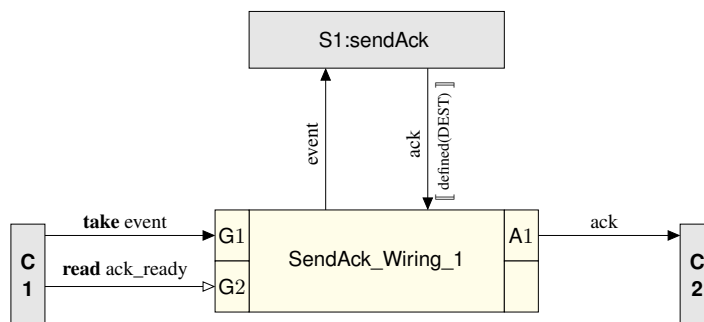 S1:sendAck
event
ack
⟦ defined(DEST) ⟧
take event
G1
A1
ack
SendAck_Wiring_1
C
1
read ack_ready
G2
C
2